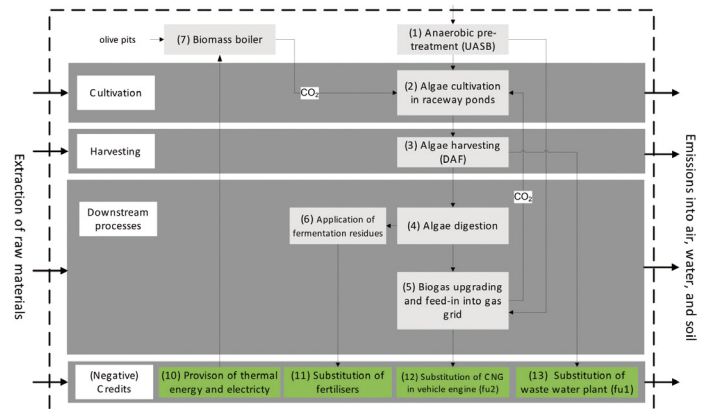 olive pits
(7) Biomass boiler
(1) Anaerobic pre-
treatment (UASB)
CO2
Cultivation
(2) Algae cultivation
in raceway ponds
Harvesting
(3) Algae harvesting
(DAF)
CO2
Downstream
processes
(6) Application of
fermentation residues
(4) Algae digestion
(5) Biogas upgrading
and feed-in into gas
grid
(Negative)
Credits
(10) Provison of thermal
energy and electricty
(11) Substitution of
fertilisers
(12) Substitution of CNG
in vehicle engine (fu2)
(13) Substitution of
waste water plant (fu1)
Extraction of raw materials
Emissions into air, water, and soil